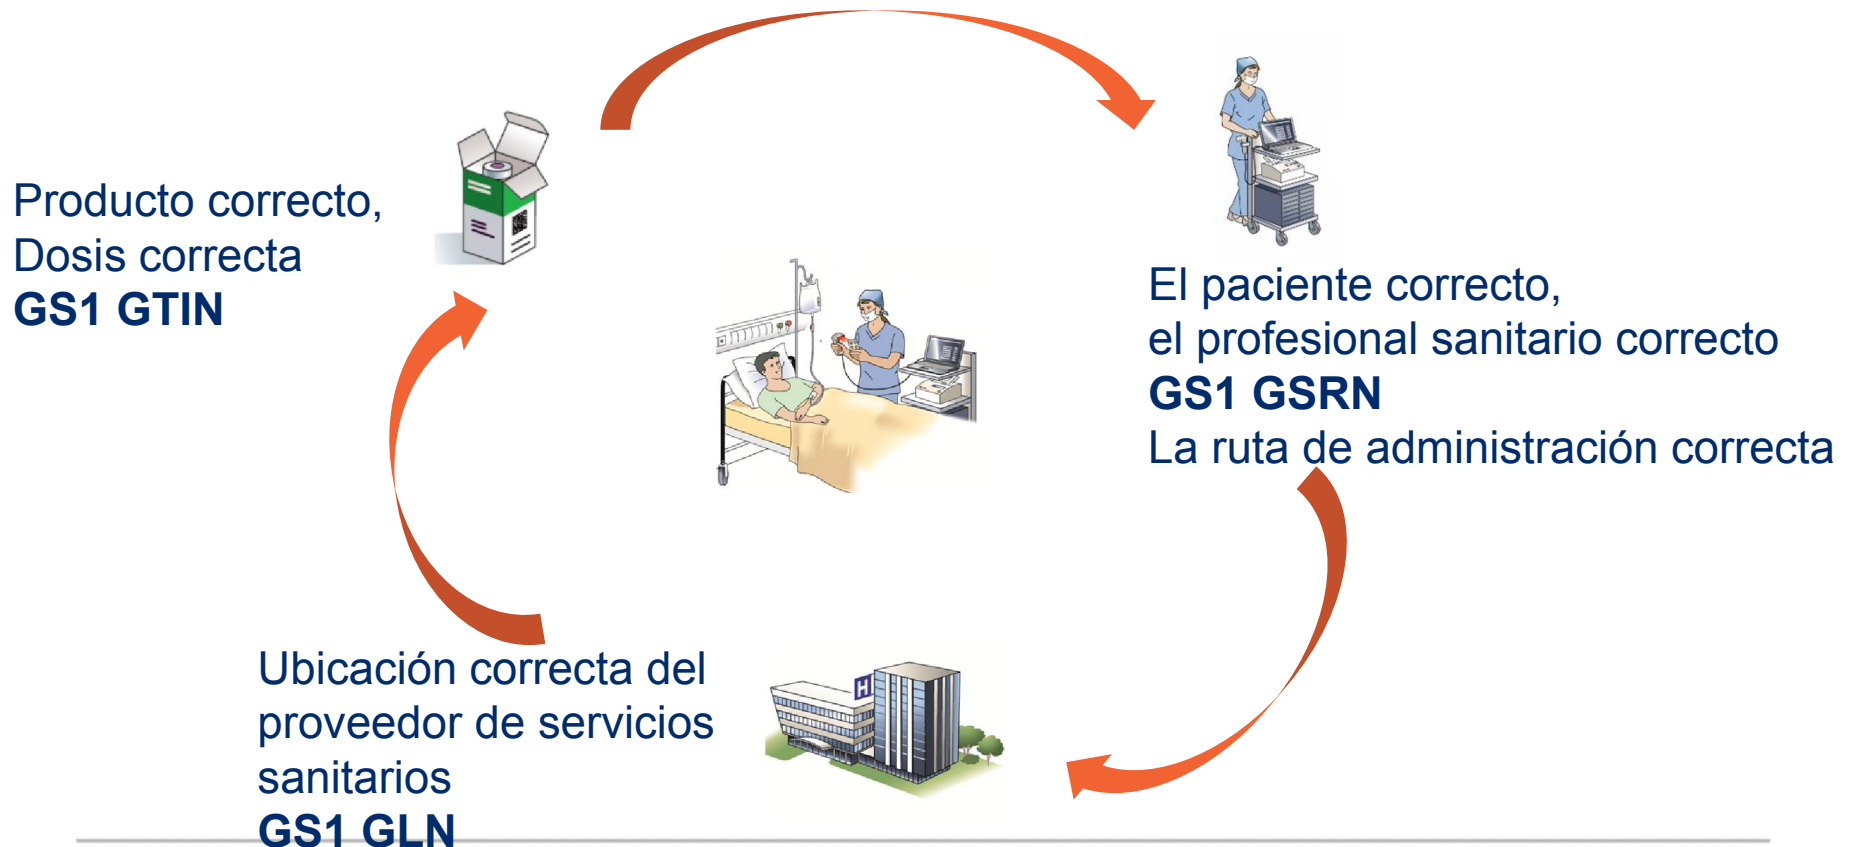 Producto correcto,
Dosis correcta
GS1 GTIN
El paciente correcto,
el profesional sanitario correcto
GS1 GSRN
La ruta de administración correcta
Ubicación correcta del
proveedor de servicios
sanitarios
GS1 GLN
H